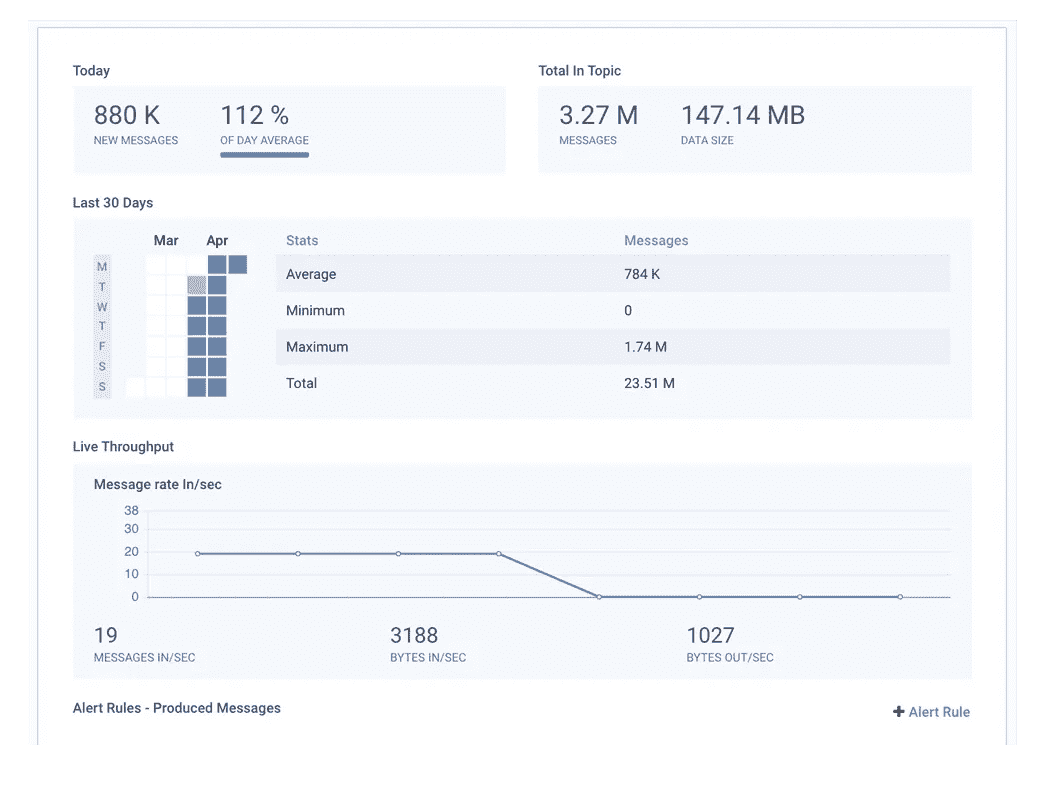 Today
880 K
112 %
NEW MESSAGES
OF DAY AVERAGE
Total In Topic
3.27 M
147.14 MB
MESSAGES
DATA SIZE
Last 30 Days
Mar Apr
M
T
W
T
F
S
S
Stats Messages
Average 784 K
Minimum 0
Maximum 1.74 M
Total 23.51 M
Live Throughput
Message rate In/sec
38
30
20
10
0
19
MESSAGES IN/SEC
3188
BYTES IN/SEC
1027
BYTES OUT/SEC
Alert Rules - Produced Messages
+ Alert Rule